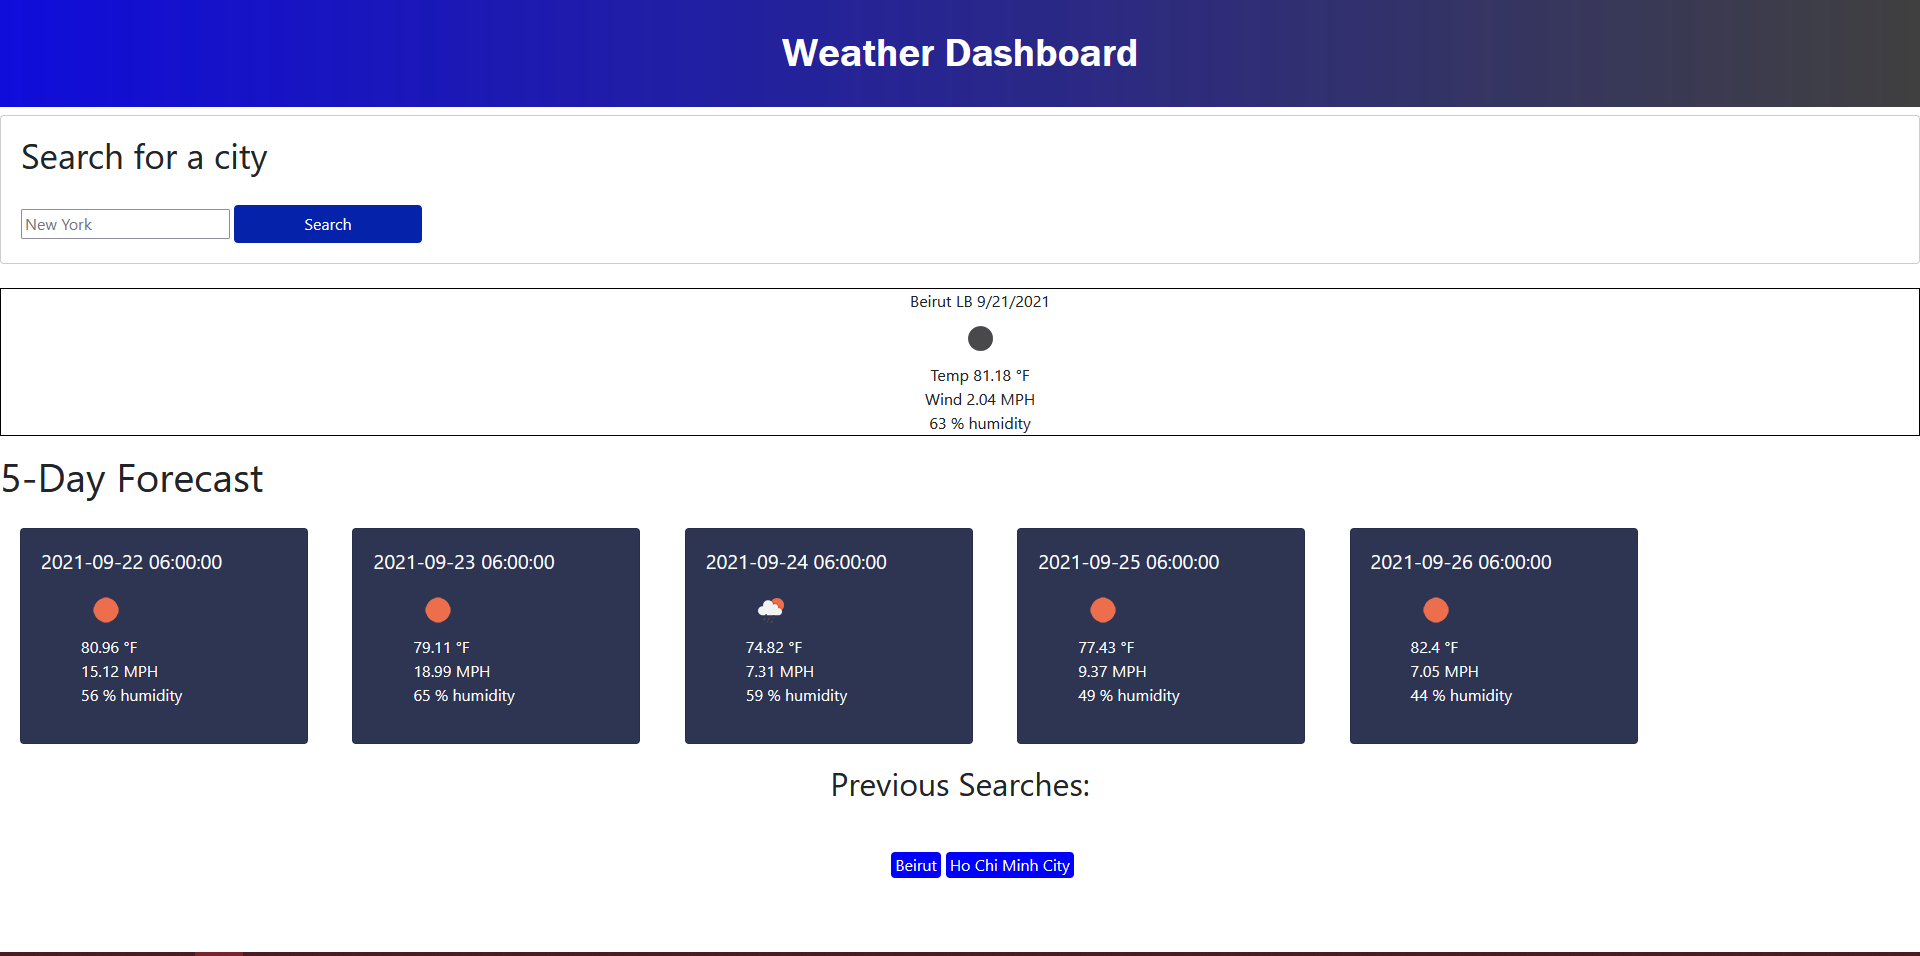 Weather Dashboard
Search for a city
New York
Search
Beirut LB 9/21/2021
Temp 81.18 °F
Wind 2.04 MPH
63 % humidity
5-Day Forecast
2021-09-22 06:00:00
80.96 °F
15.12 MPH
56 % humidity
2021-09-23 06:00:00
79.11 °F
18.99 MPH
65 % humidity
2021-09-24 06:00:00
74.82 °F
7.31 MPH
59 % humidity
2021-09-25 06:00:00
77.43 °F
9.37 MPH
49 % humidity
2021-09-26 06:00:00
82.4 °F
7.05 MPH
44 % humidity
Previous Searches:
Beirut
Ho Chi Minh City